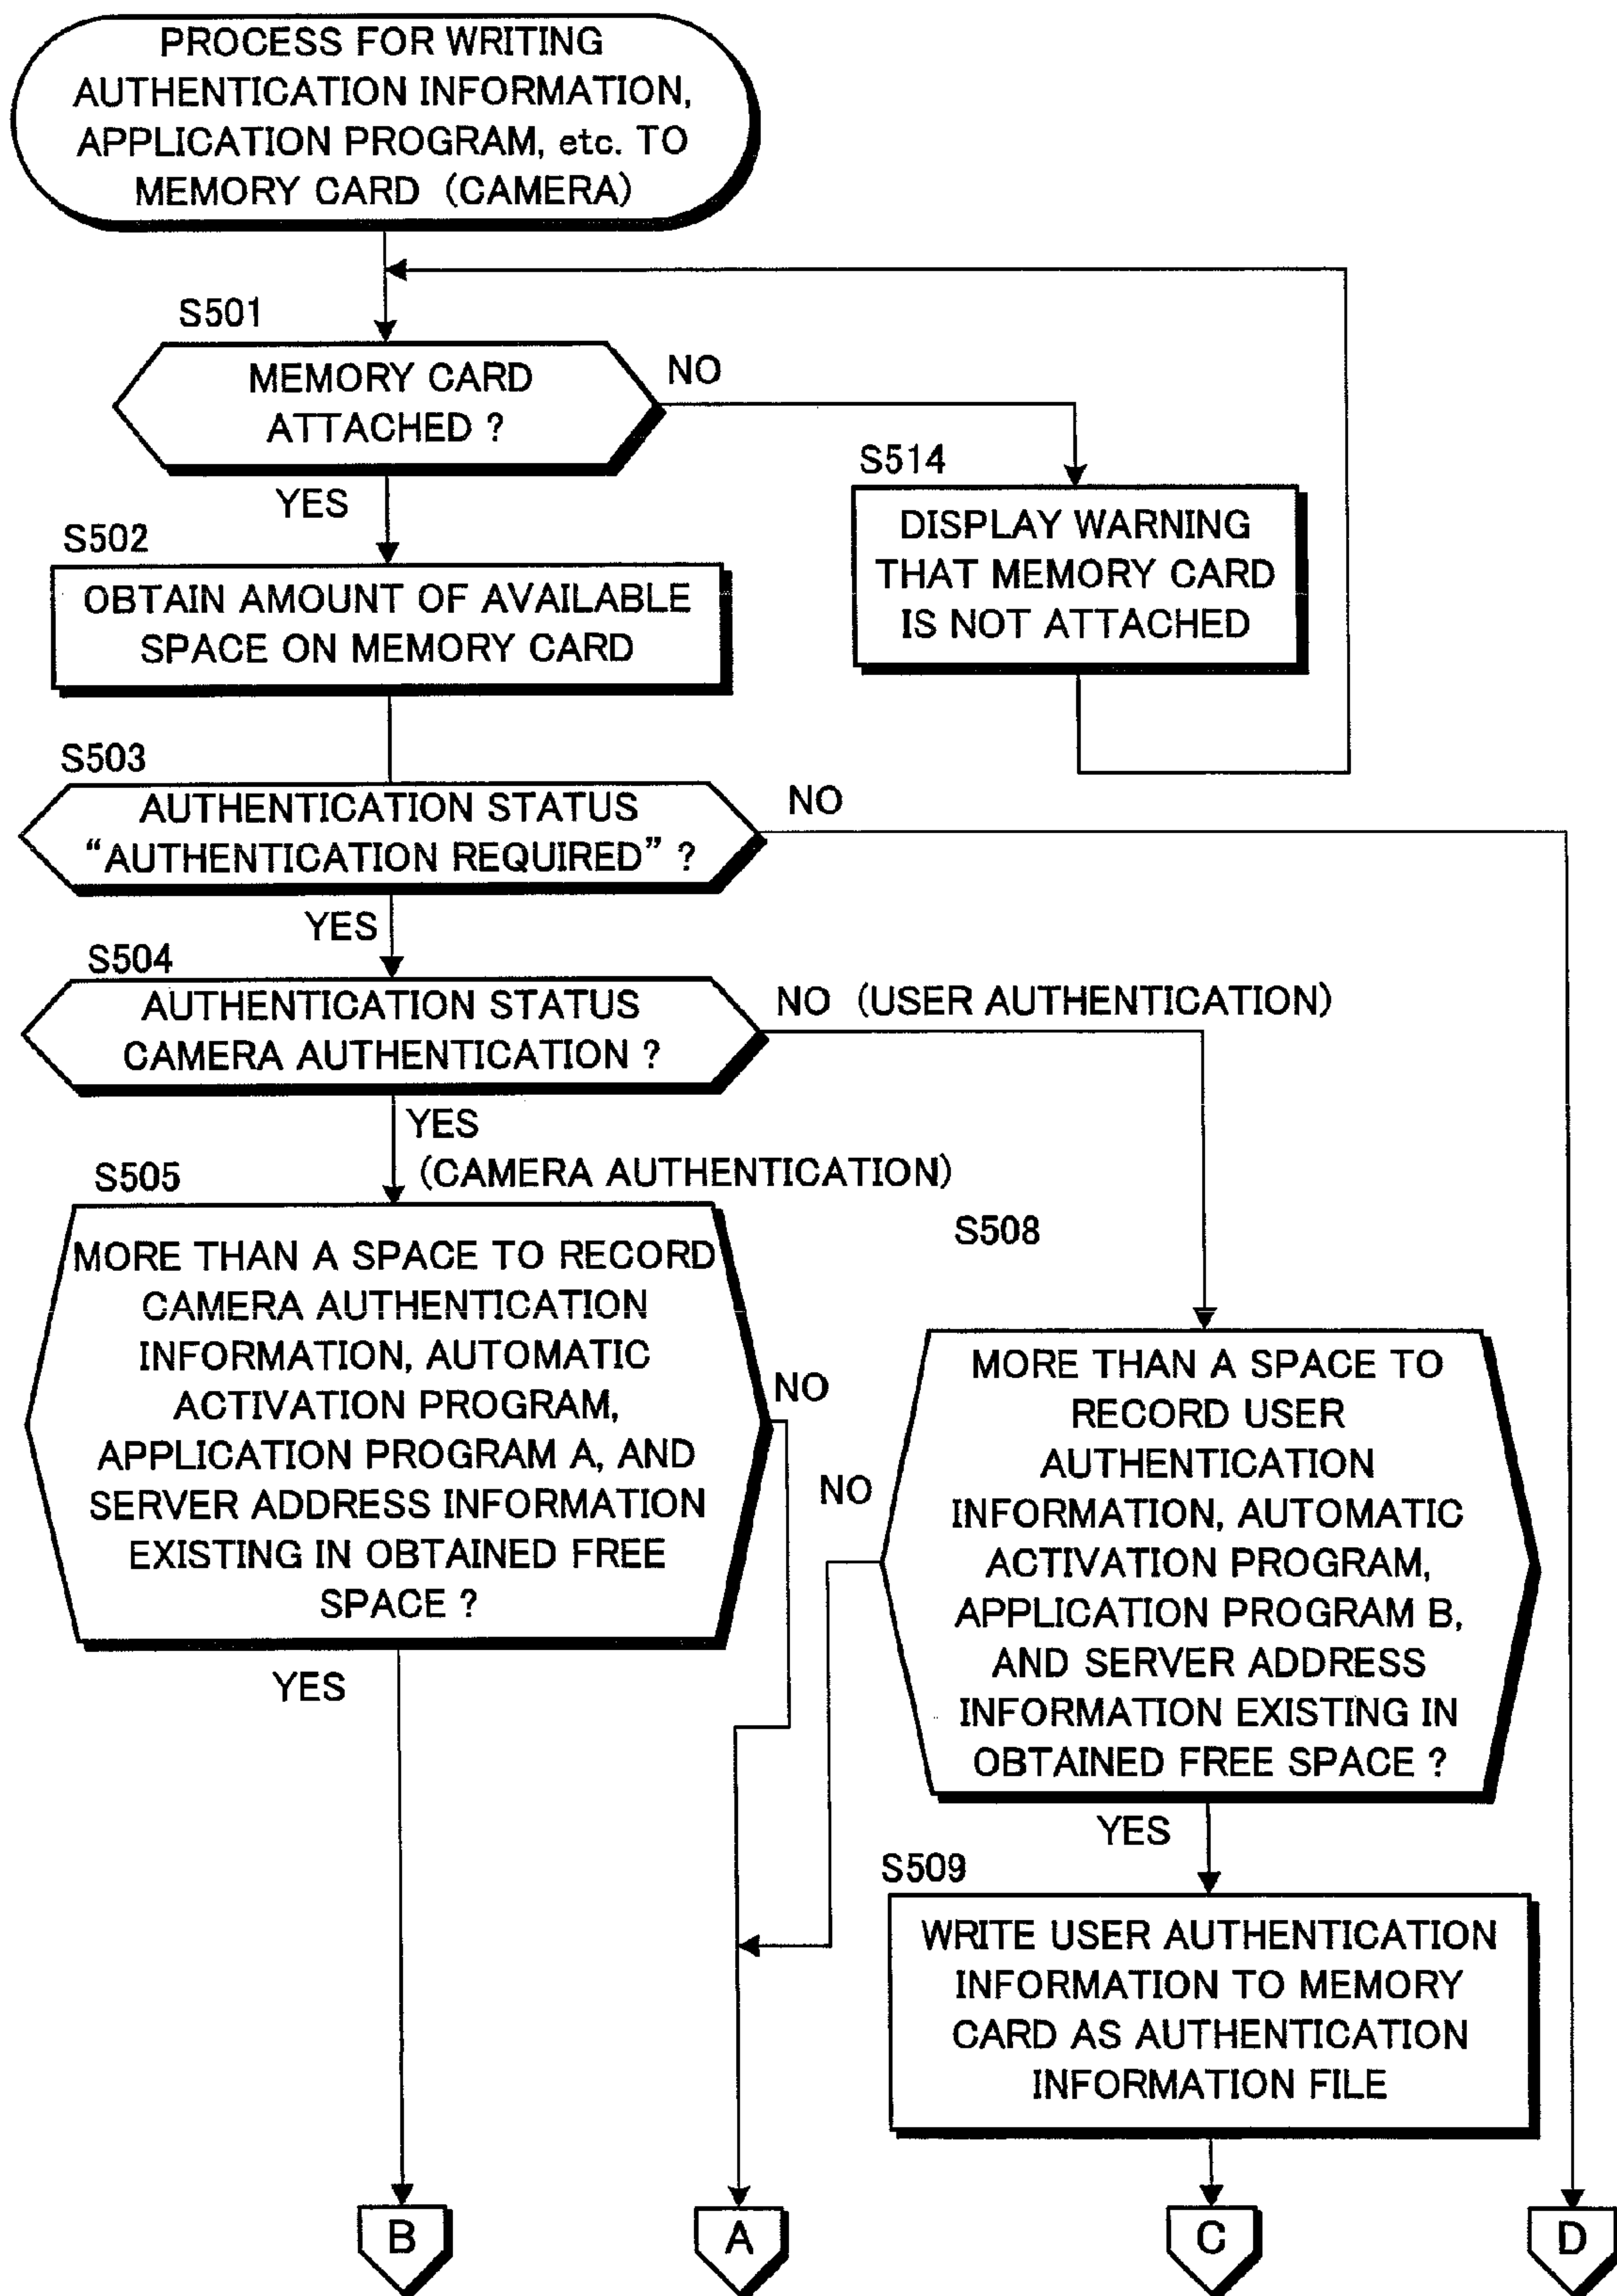 PROCESS FOR WRITING
AUTHENTICATION INFORMATION,
APPLICATION PROGRAM, etc. TO
MEMORY CARD (CAMERA)
S501
MEMORY CARD
ATTACHED ?
NO
YES
S514
DISPLAY WARNING
THAT MEMORY CARD
IS NOT ATTACHED
S502
OBTAIN AMOUNT OF AVAILABLE
SPACE ON MEMORY CARD
S503
AUTHENTICATION STATUS
“AUTHENTICATION REQUIRED” ?
NO
YES
S504
AUTHENTICATION STATUS
CAMERA AUTHENTICATION ?
NO (USER AUTHENTICATION)
YES
(CAMERA AUTHENTICATION)
S505
MORE THAN A SPACE TO RECORD
CAMERA AUTHENTICATION
INFORMATION, AUTOMATIC
ACTIVATION PROGRAM,
APPLICATION PROGRAM A, AND
SERVER ADDRESS INFORMATION
EXISTING IN OBTAINED FREE
SPACE ?
NO
YES
S508
MORE THAN A SPACE TO
RECORD USER
AUTHENTICATION
INFORMATION, AUTOMATIC
ACTIVATION PROGRAM,
APPLICATION PROGRAM B,
AND SERVER ADDRESS
INFORMATION EXISTING IN
OBTAINED FREE SPACE ?
NO
YES
S509
WRITE USER AUTHENTICATION
INFORMATION TO MEMORY
CARD AS AUTHENTICATION
INFORMATION FILE
B
A
C
D